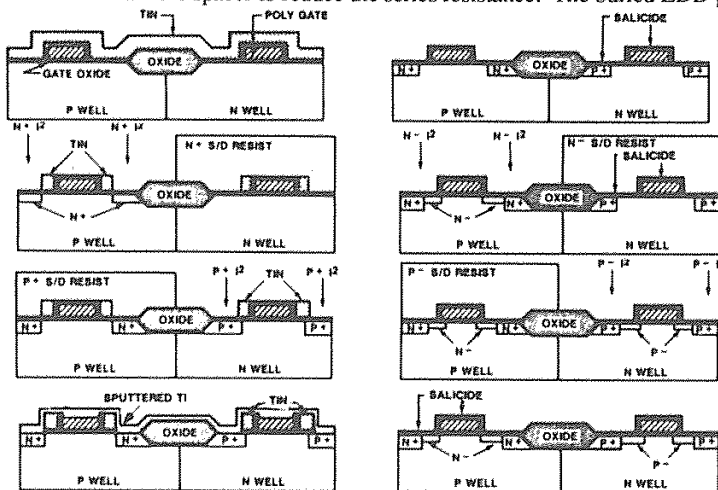 TIN
POLY GATE
GATE OXIDE
OXIDE
P WELL
N WELL
N+ I²
N+ I²
TIN
N+ S/D RESIST
N+
OXIDE
P WELL
N WELL
P+ S/D RESIST
P+ I²
TIN
P+ I²
N+
N+
OXIDE
P+
P+
P WELL
N WELL
SPUTTERED TI
TIN
N+
N+
OXIDE
P+
P+
P WELL
N WELL
SALICIDE
N+
N+
OXIDE
P+
P+
P WELL
N WELL
N- I²
N- I²
N- S/D RESIST
SALICIDE
N+
N-
N+
OXIDE
P+
P+
P WELL
N WELL
P- S/D RESIST
P- I²
P- I²
N+
N-
N+
OXIDE
P+
P-
P+
P WELL
N WELL
SALICIDE
N+
N-
N+
OXIDE
P+
P-
P+
P WELL
N WELL